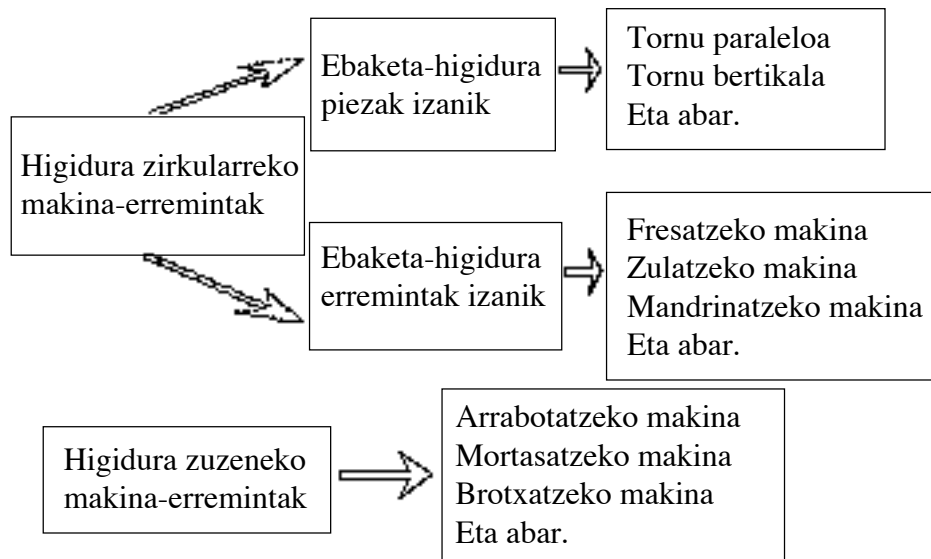 Higidura zirkularreko
makina-erremintak
Ebaketa-higidura
piezak izanik
Tornu paraleloa
Tornu bertikala
Eta abar.
Ebaketa-higidura
erremintak izanik
Fresatzeko makina
Zulatzeko makina
Mandrinatzeko makina
Eta abar.
Higidura zuzeneko
makina-erremintak
Arrabotatzeko makina
Mortasatzeko makina
Brotxatzeko makina
Eta abar.